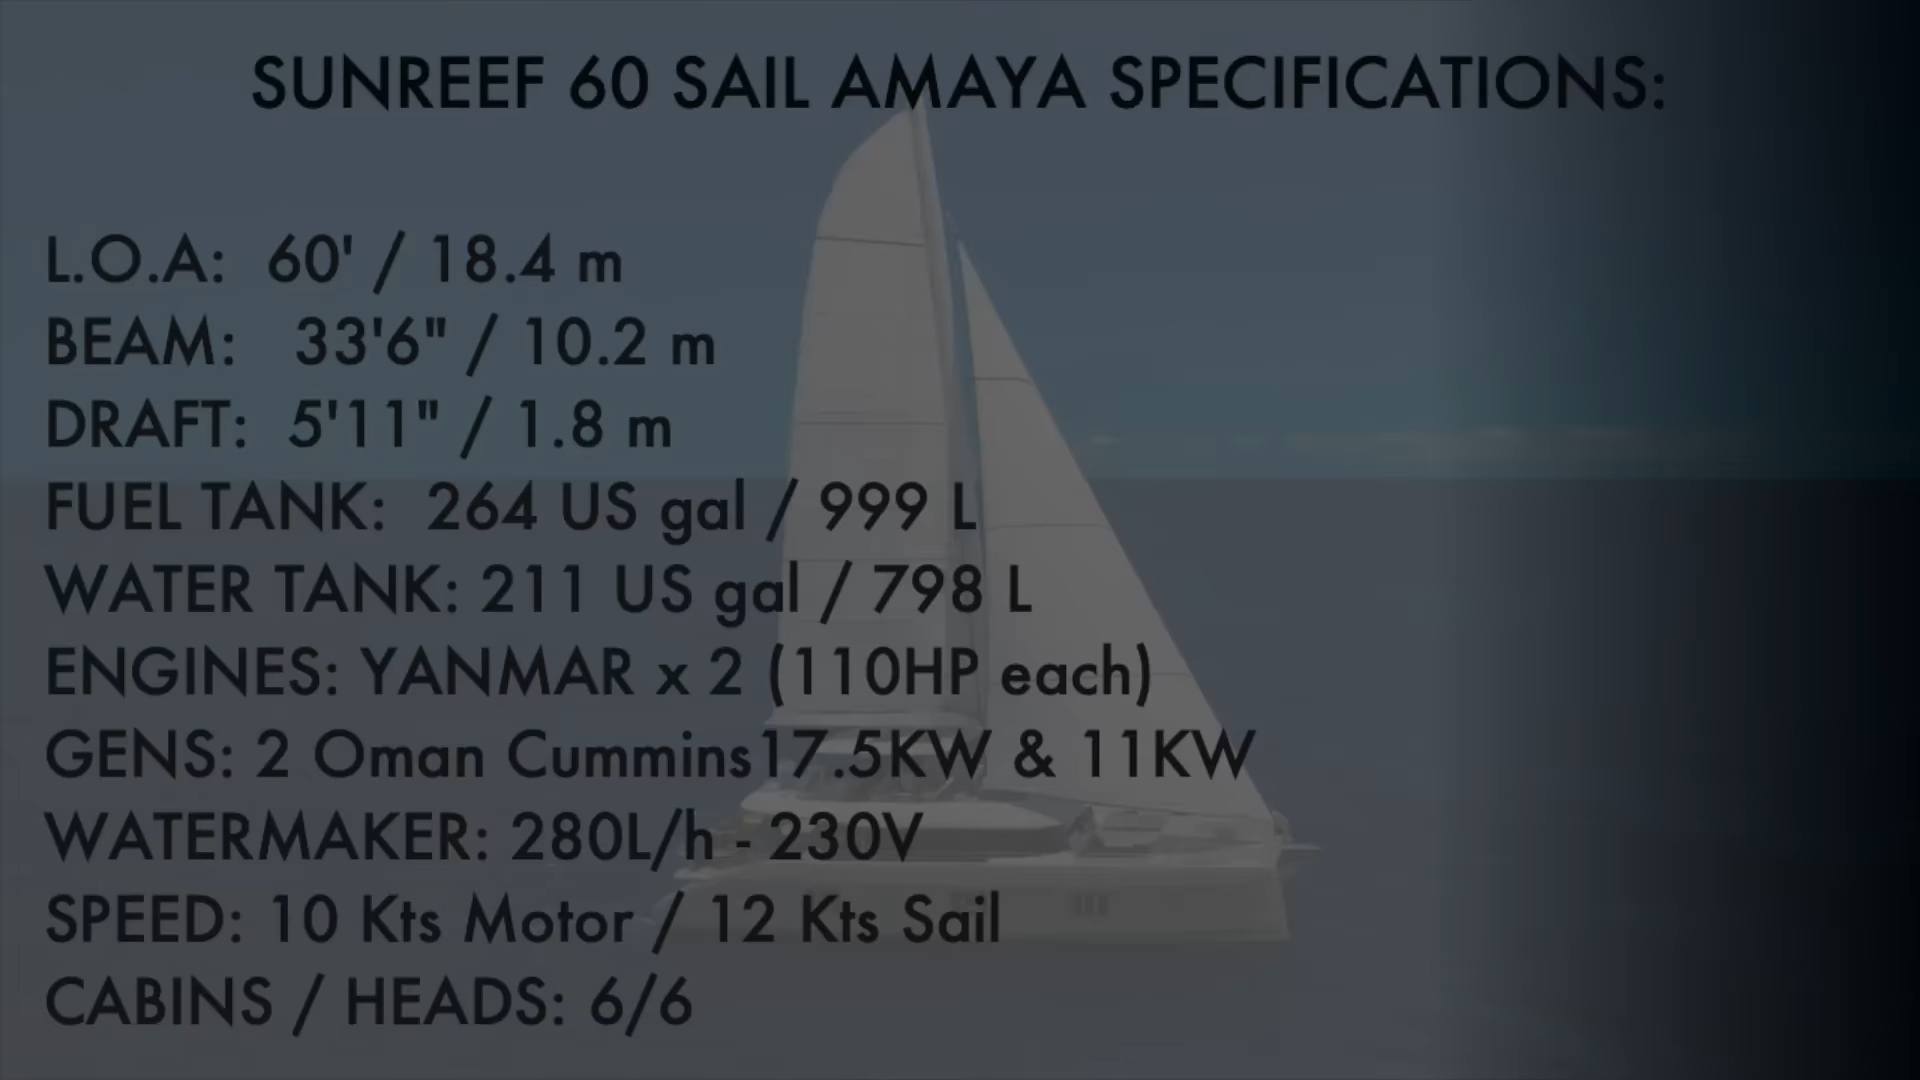 SUNREEF 60 SAIL AMAYA SPECIFICATIONS:
L.O.A: 60' / 18.4 m
BEAM: 33'6" / 10.2 m
DRAFT: 5'11" / 1.8 m
FUEL TANK: 264 US gal / 999 L
WATER TANK: 211 US gal / 798 L
ENGINES: YANMAR x 2 (110HP each)
GENS: 2 Oman Cummins17.5KW & 11KW
WATERMAKER: 280L/h - 230V
SPEED: 10 Kts Motor / 12 Kts Sail
CABINS / HEADS: 6/6